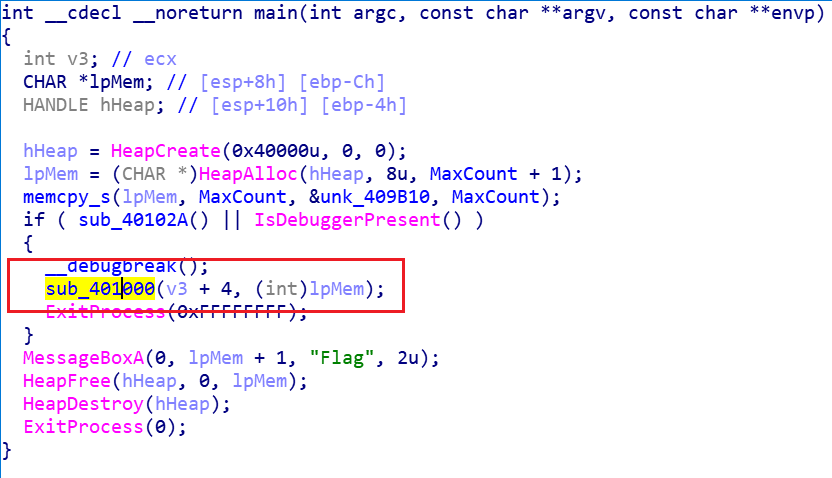 int __cdecl __noreturn main(int argc, const char **argv, const char **envp)
{
  int v3; // ecx
  CHAR *lpMem; // [esp+8h] [ebp-Ch]
  HANDLE hHeap; // [esp+10h] [ebp-4h]

  hHeap = HeapCreate(0x40000u, 0, 0);
  lpMem = (CHAR *)HeapAlloc(hHeap, 8u, MaxCount + 1);
  memcpy_s(lpMem, MaxCount, &unk_409B10, MaxCount);
  if ( sub_40102A() || IsDebuggerPresent() )
  {
    __debugbreak();
    sub_401000(v3 + 4, (int)lpMem);
    ExitProcess(0xFFFFFFFF);
  }
  MessageBoxA(0, lpMem + 1, "Flag", 2u);
  HeapFree(hHeap, 0, lpMem);
  HeapDestroy(hHeap);
  ExitProcess(0);
}